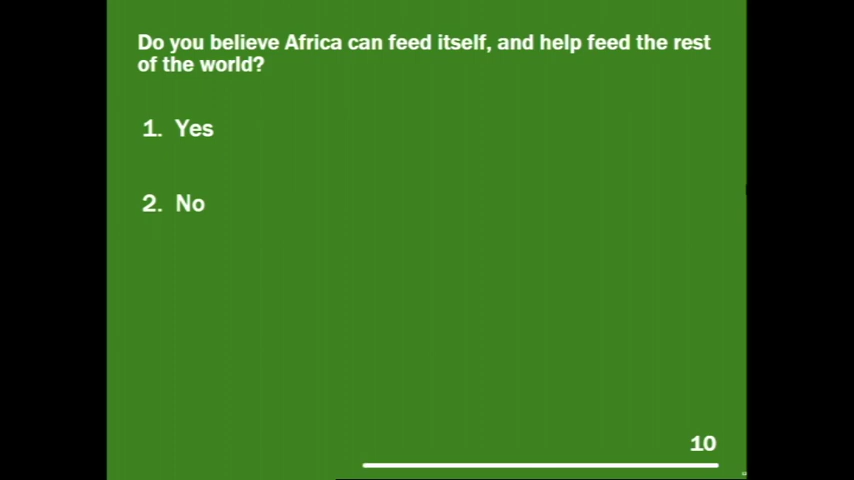 Do you believe Africa can feed itself, and help feed the rest
of the world?
1. Yes
2. No
10